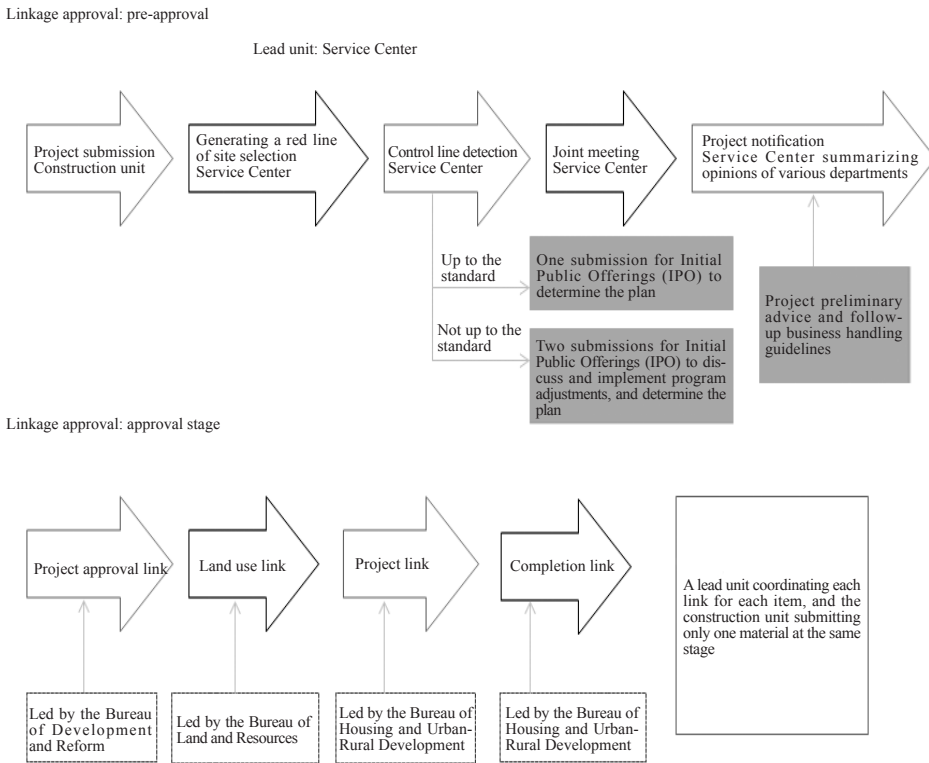 Linkage approval: pre-approval
Lead unit: Service Center
Project submission
Construction unit
Generating a red line
of site selection
Service Center
Control line detection
Service Center
Joint meeting
Service Center
Project notification
Service Center summarizing
opinions of various departments
Up to the
standard
One submission for Initial
Public Offerings (IPO) to
determine the plan
Not up to the
standard
Two submissions for Initial
Public Offerings (IPO) to dis-
cuss and implement program
adjustments, and determine the
plan
Project preliminary
advice and follow-
up business handling
guidelines
Linkage approval: approval stage
Project approval link
Land use link
Project link
Completion link
A lead unit coordinating each
link for each item, and the
construction unit submitting
only one material at the same
stage
Led by the Bureau
of Development
and Reform
Led by the Bureau of
Land and Resources
Led by the Bureau of
Housing and Urban-
Rural Development
Led by the Bureau of
Housing and Urban-
Rural Development